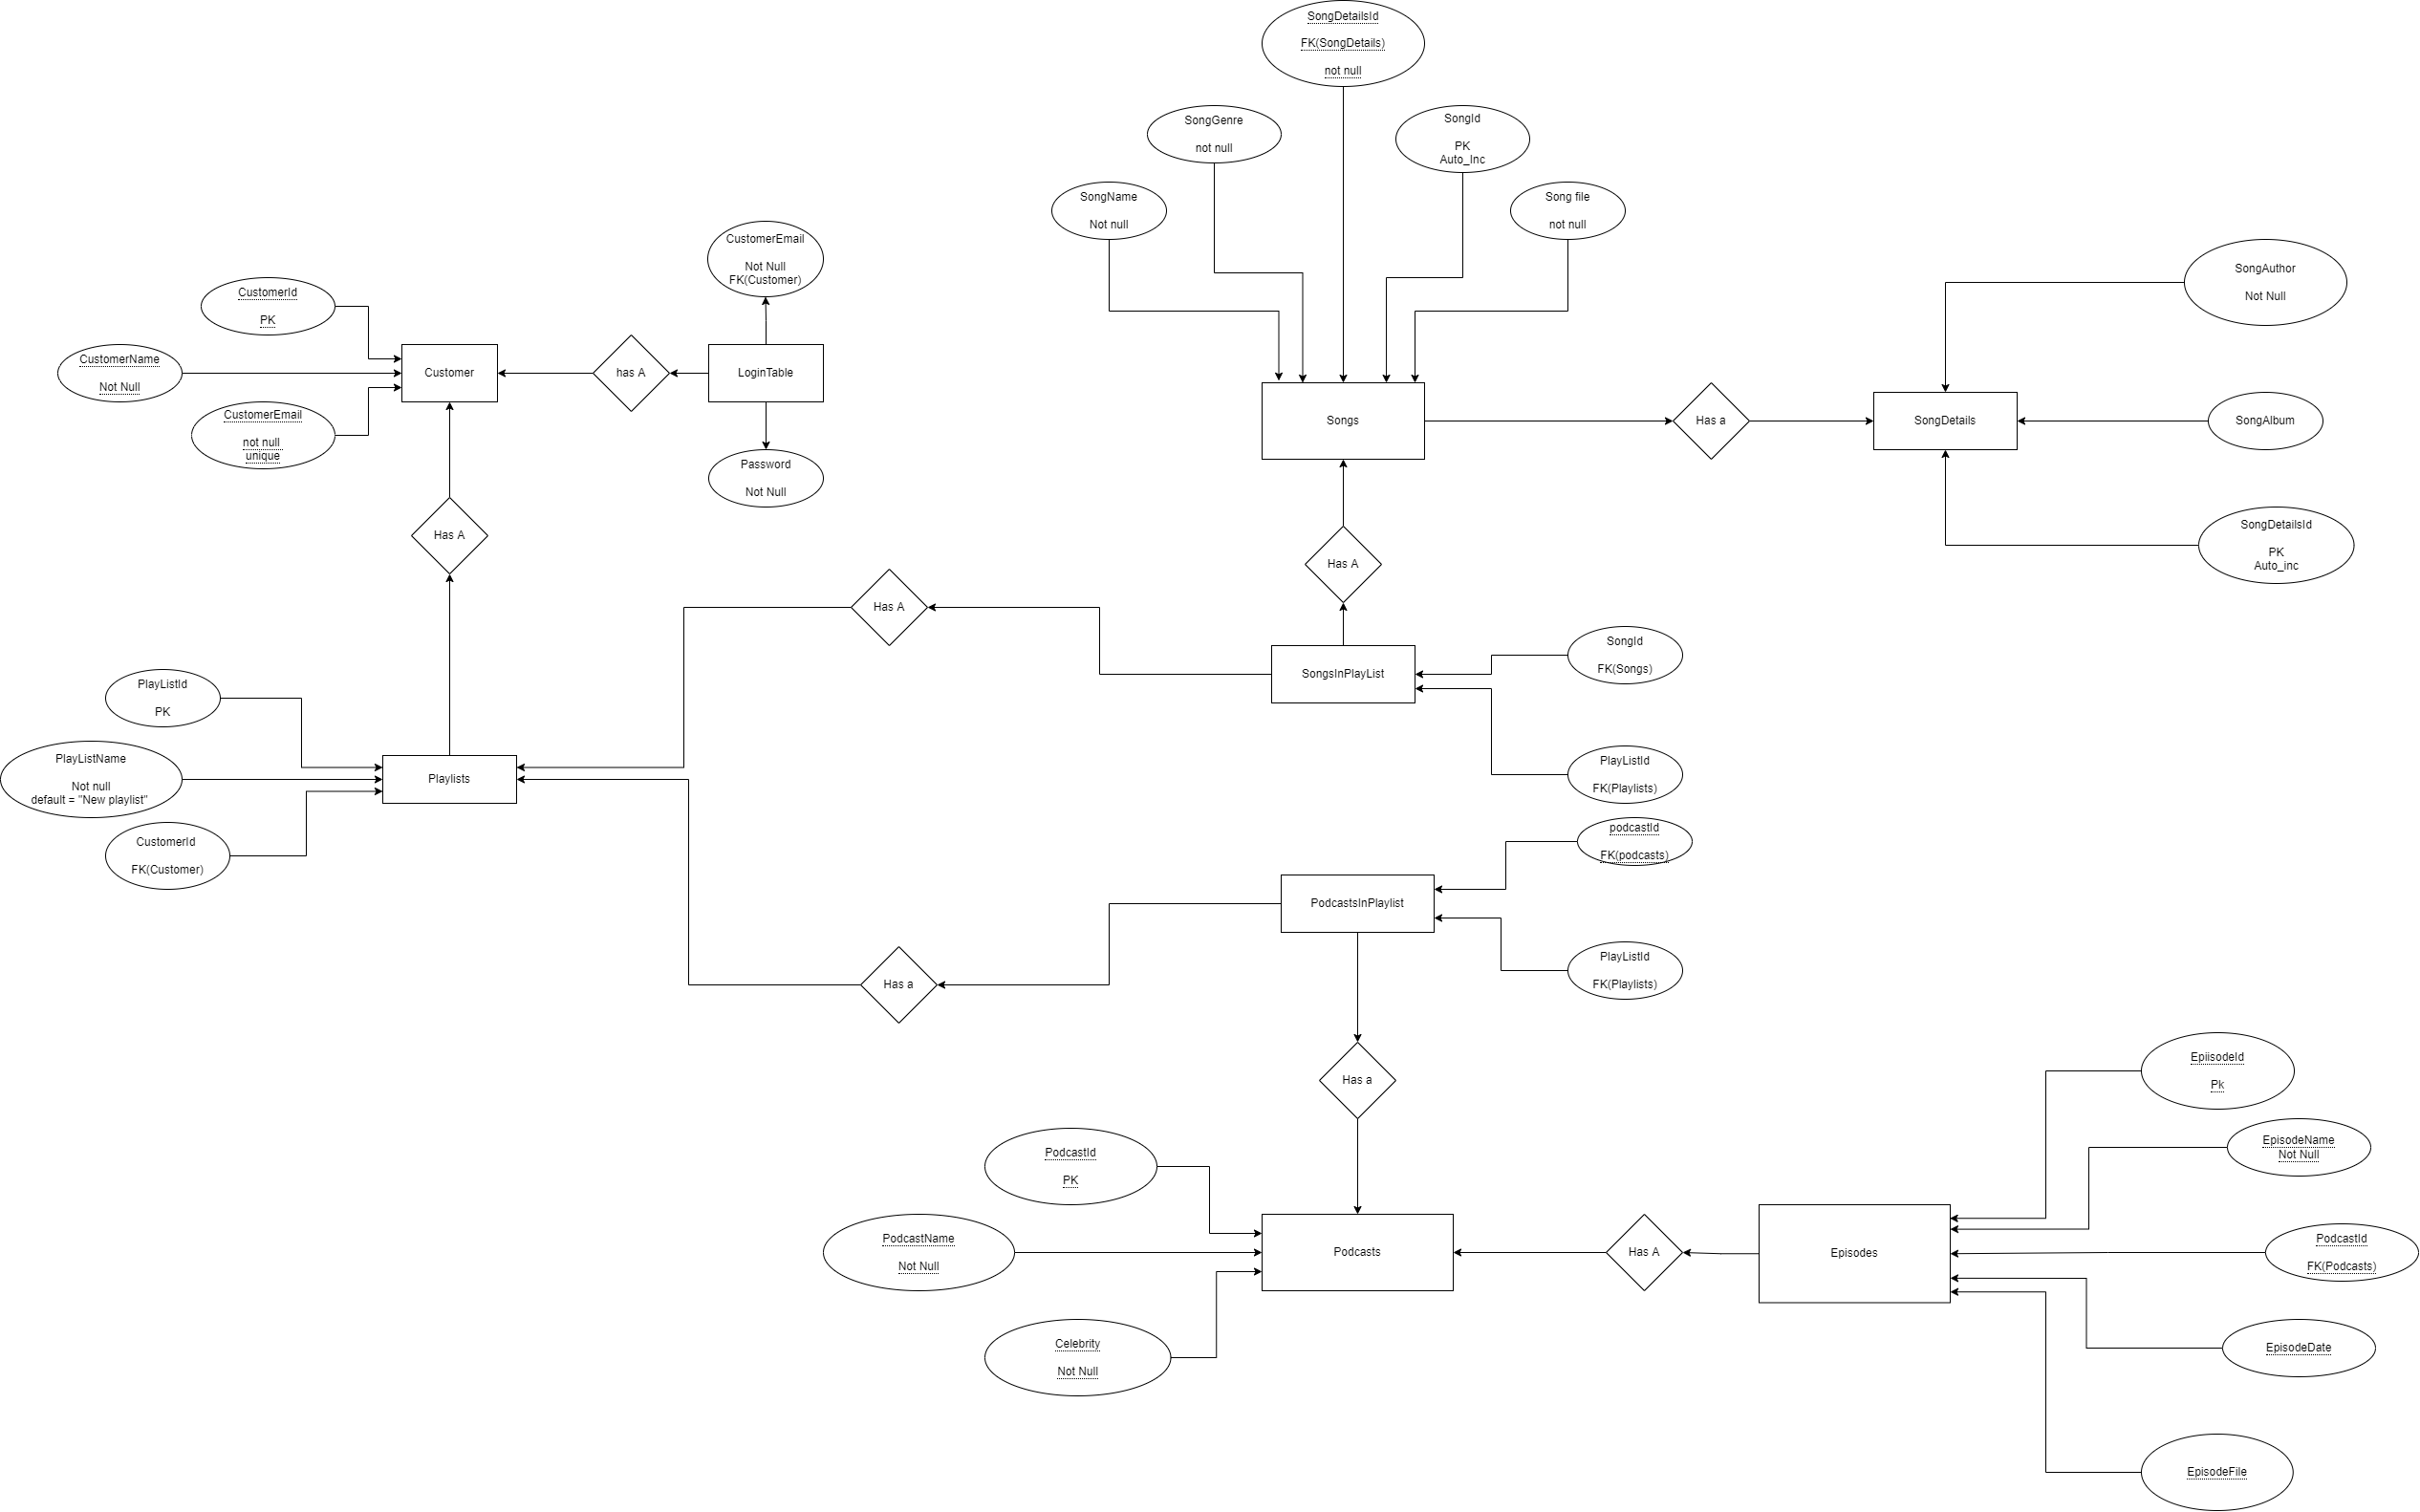 SongDetailsId
FK(SongDetails)
not null
SongGenre
not null
SongId
PK
Auto_Inc
SongName
Not null
Song file
not null
CustomerEmail
Not Null
FK(Customer)
SongAuthor
Not Null
CustomerId
PK
CustomerName
Not Null
Customer
has A
LoginTable
CustomerEmail
not null
unique
Password
Not Null
Songs
Has a
SongDetails
SongAlbum
Has A
SongDetailsId
PK
Auto_inc
Has A
Has A
SongsInPlayList
SongId
FK(Songs)
PlayListId
PK
PlayListName
Not null
default = "New playlist"
Playlists
PlayListId
FK(Playlists)
CustomerId
FK(Customer)
podcastId
FK(podcasts)
PodcastsInPlaylist
PlayListId
FK(Playlists)
Has a
Has a
EpiisodeId
Pk
EpisodeName
Not Null
PodcastId
PK
PodcastName
Not Null
Podcasts
Has A
Episodes
PodcastId
FK(Podcasts)
Celebrity
Not Null
EpisodeDate
EpisodeFile